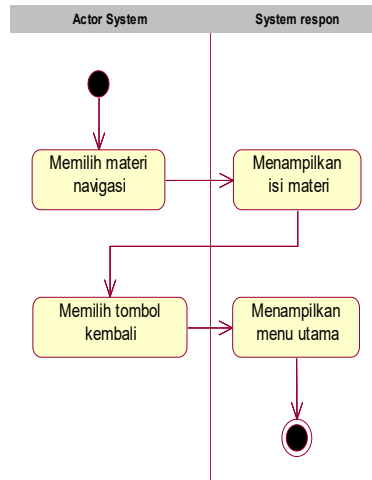 Actor System
System respon
Memilih materi
navigasi
Menampilkan
isi materi
Memilih tombol
kembali
Menampilkan
menu utama